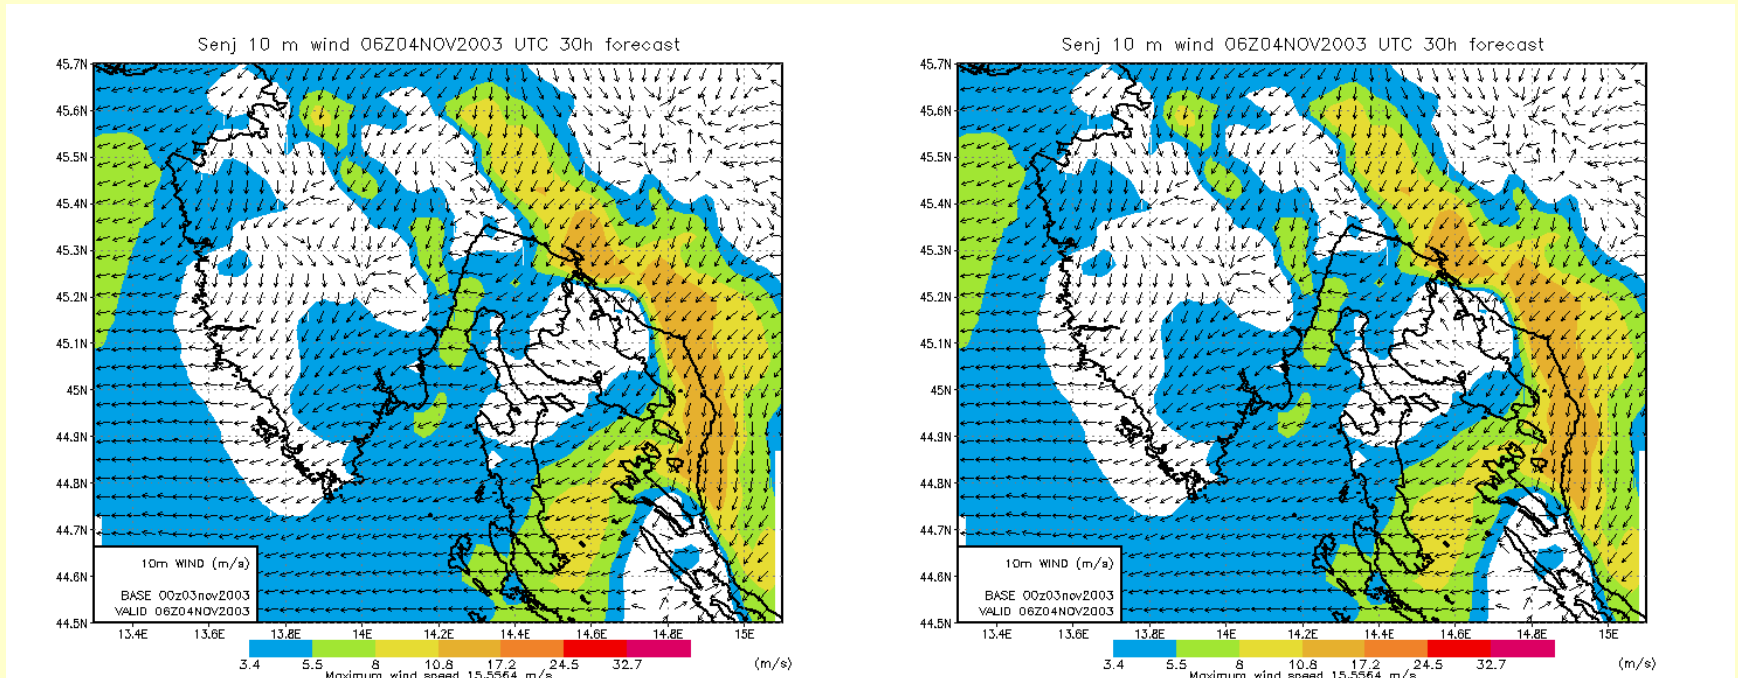 Senj 10 m wind 06Z04NOV2003 UTC 30h forecast
45.7N
45.6N
45.5N
45.4N
45.3N
45.2N
45.1N
45N
44.9N
44.8N
44.7N
44.6N
44.5N
10m WIND (m/s)
BASE 00z03nov2003
VALID 06Z04NOV2003
13.4E 13.6E 13.8E 14E 14.2E 14.4E 14.6E 14.8E 15E
3.4 5.5 8 10.8 17.2 24.5 32.7 (m/s)
Maximum wind speed 15.5564 m/s
Senj 10 m wind 06Z04NOV2003 UTC 30h forecast
45.7N
45.6N
45.5N
45.4N
45.3N
45.2N
45.1N
45N
44.9N
44.8N
44.7N
44.6N
44.5N
10m WIND (m/s)
BASE 00z03nov2003
VALID 06Z04NOV2003
13.4E 13.6E 13.8E 14E 14.2E 14.4E 14.6E 14.8E 15E
3.4 5.5 8 10.8 17.2 24.5 32.7 (m/s)
Maximum wind speed 15.5564 m/s